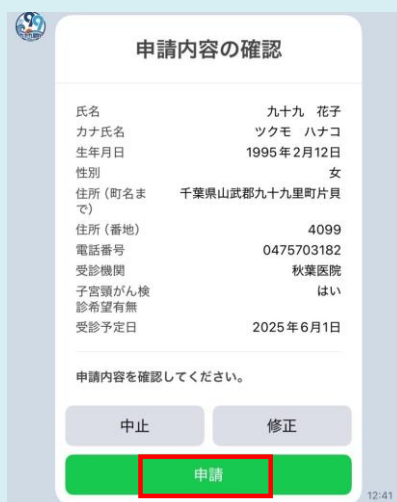 申請内容の確認
氏名 九十九 花子
カナ氏名 ツクモ ハナコ
生年月日 1995年2月12日
性別 女
住所（町名ま 千葉県山武郡九十九里町片貝
で）
住所（番地） 4099
電話番号 0475703182
受診機関 秋葉医院
子宮頸がん検 はい
診希望有無
受診予定日 2025年6月1日
申請内容を確認してください。
中止 修正
申請
12:41